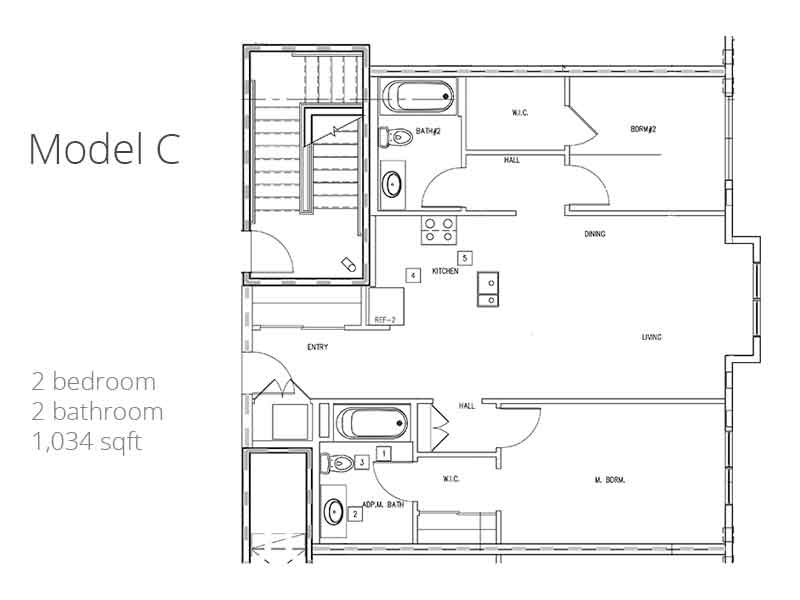 Model C
2 bedroom
2 bathroom
1,034 sqft
W.I.C.
BATH#2
BDRM#2
HALL
DINING
5
4
KITCHEN
REF-2
LIVING
ENTRY
HALL
1
3
W.I.C.
M. BDRM.
ADP.M. BATH
2